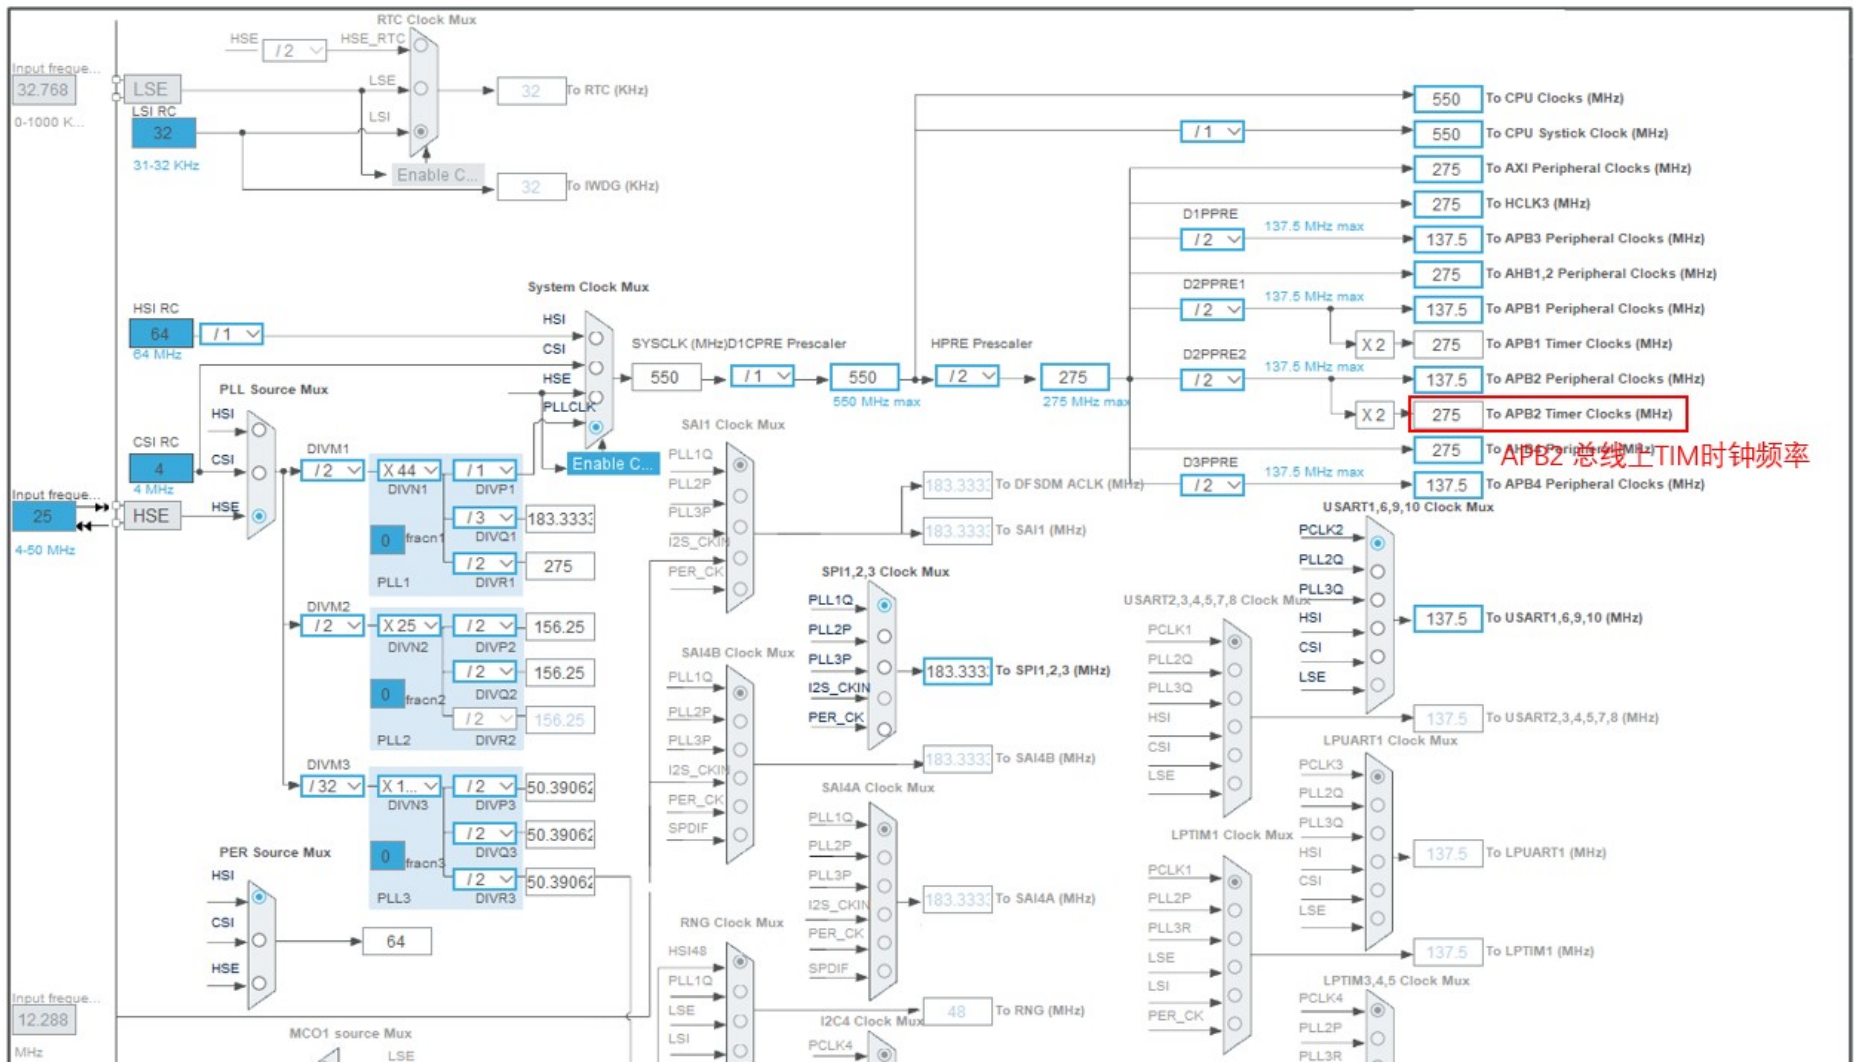 RTC Clock Mux
HSE
/ 2
HSE_RTC
Input freque...
32.768
0-1000 K...
LSE
LSE
32
To RTC (KHz)
LSI RC
32
31-32 KHz
LSI
Enable C...
32
To IWDG (KHz)
550
To CPU Clocks (MHz)
/ 1
550
To CPU Systick Clock (MHz)
275
To AXI Peripheral Clocks (MHz)
275
To HCLK3 (MHz)
D1PPRE
/ 2
137.5 MHz max
137.5
To APB3 Peripheral Clocks (MHz)
275
To AHB1,2 Peripheral Clocks (MHz)
D2PPRE1
/ 2
137.5 MHz max
137.5
To APB1 Peripheral Clocks (MHz)
X 2
275
To APB1 Timer Clocks (MHz)
D2PPRE2
/ 2
137.5 MHz max
137.5
To APB2 Peripheral Clocks (MHz)
X 2
275
To APB2 Timer Clocks (MHz)
275
To AHB4 Peripheral Clocks (MHz)
APB2 总线上TIM时钟频率
D3PPRE
/ 2
137.5 MHz max
137.5
To APB4 Peripheral Clocks (MHz)
System Clock Mux
HSI RC
64
64 MHz
/ 1
HSI
CSI
HSE
PLLCLK
Enable C...
SYSCLK (MHz)
550
D1CPRE Prescaler
/ 1
550
550 MHz max
HPRE Prescaler
/ 2
275
275 MHz max
PLL Source Mux
HSI
CSI
HSE
CSI RC
4
4 MHz
Input freque...
25
4-50 MHz
HSE
DIVM1
/ 2
X 44
DIVN1
/ 1
DIVP1
0
fracn1
/ 3
DIVQ1
183.3333
/ 2
DIVR1
275
PLL1
DIVM2
/ 2
X 25
DIVN2
/ 2
DIVP2
156.25
0
fracn2
/ 2
DIVQ2
156.25
/ 2
DIVR2
156.25
PLL2
DIVM3
/ 32
X 1...
DIVN3
/ 2
DIVP3
50.39062
0
fracn3
/ 2
DIVQ3
50.39062
/ 2
DIVR3
50.39062
PLL3
PER Source Mux
HSI
CSI
HSE
64
Input freque...
12.288
MHz
MCO1 source Mux
LSE
SAI1 Clock Mux
PLL1Q
PLL2P
PLL3P
I2S_CKIN
PER_CK
183.3333
To DFSDM ACLK (MHz)
183.3333
To SAI1 (MHz)
SPI1,2,3 Clock Mux
PLL1Q
PLL2P
PLL3P
I2S_CKIN
PER_CK
183.333
To SPI1,2,3 (MHz)
SAI4B Clock Mux
PLL1Q
PLL2P
PLL3P
I2S_CKIN
PER_CK
SPDIF
183.3333
To SAI4B (MHz)
SAI4A Clock Mux
PLL1Q
PLL2P
PLL3P
I2S_CKIN
PER_CK
SPDIF
183.3333
To SAI4A (MHz)
RNG Clock Mux
HSI48
PLL1Q
LSE
LSI
48
To RNG (MHz)
I2C4 Clock Mux
PCLK4
USART1,6,9,10 Clock Mux
PCLK2
PLL2Q
PLL3Q
HSI
CSI
LSE
137.5
To USART1,6,9,10 (MHz)
USART2,3,4,5,7,8 Clock Mux
PCLK1
PLL2Q
PLL3Q
HSI
CSI
LSE
137.5
To USART2,3,4,5,7,8 (MHz)
LPUART1 Clock Mux
PCLK3
PLL2Q
PLL3Q
HSI
CSI
LSE
137.5
To LPUART1 (MHz)
LPTIM1 Clock Mux
PCLK1
PLL2P
PLL3R
LSE
LSI
PER_CK
137.5
To LPTIM1 (MHz)
LPTIM3,4,5 Clock Mux
PCLK4
PLL2P
PLL3R